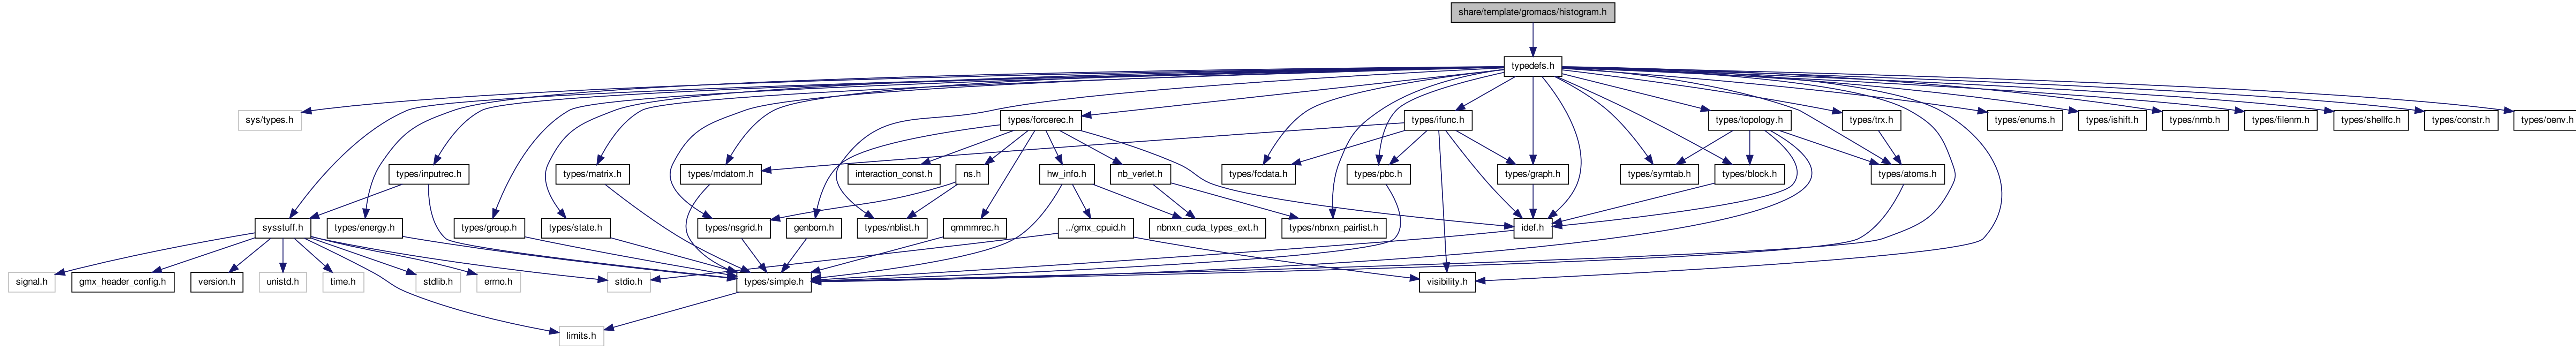 share/template/gromacs/histogram.h
typedefs.h
sys/types.h
types/forcerec.h
types/ifunc.h
types/topology.h
types/trx.h
types/enums.h
types/ishift.h
types/nrnb.h
types/filenm.h
types/shellfc.h
types/constr.h
types/oenv.h
types/inputrec.h
types/matrix.h
types/mdatom.h
interaction_const.h
ns.h
hw_info.h
nb_verlet.h
types/fcdata.h
types/pbc.h
types/graph.h
types/symtab.h
types/block.h
types/atoms.h
sysstuff.h
types/energy.h
types/group.h
types/state.h
types/nsgrid.h
genborn.h
types/nblist.h
qmmmrec.h
../gmx_cpuid.h
nbnxn_cuda_types_ext.h
types/nbnxn_pairlist.h
idef.h
signal.h
gmx_header_config.h
version.h
unistd.h
time.h
stdlib.h
errno.h
stdio.h
types/simple.h
visibility.h
limits.h